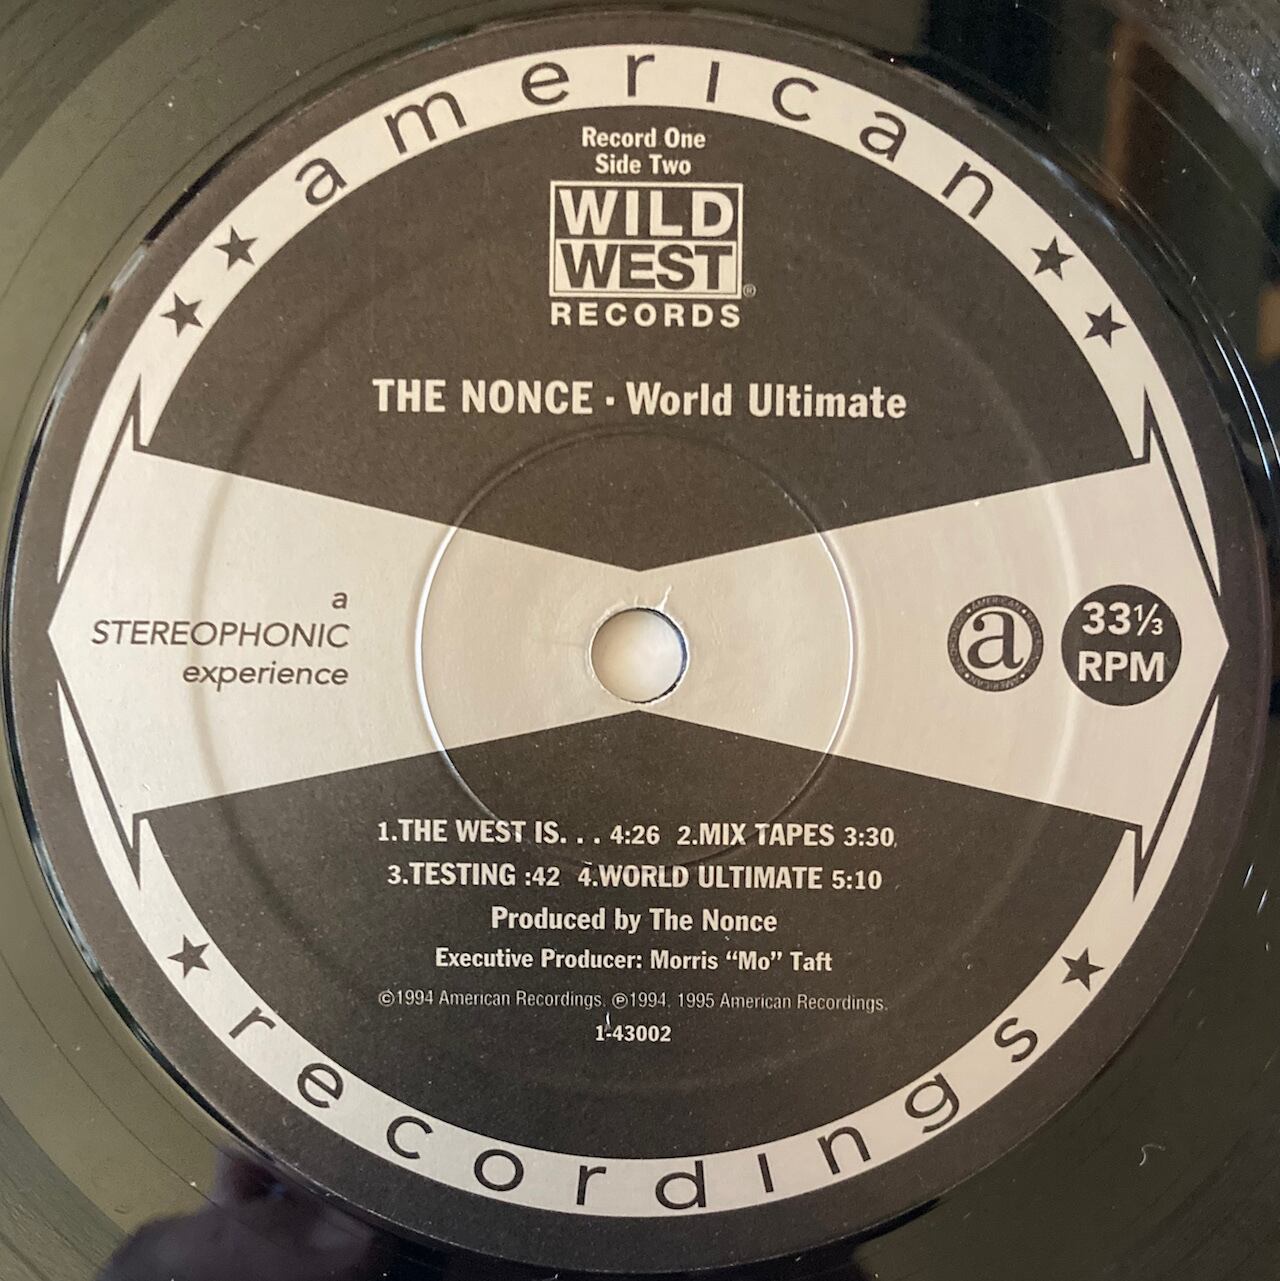 american
Record One
Side Two
WILD
WEST
RECORDS
THE NONCE · World Ultimate
a
STEREOPHONIC
experience
a
33⅓
RPM
1.THE WEST IS. . . 4:26 2.MIX TAPES 3:30
3.TESTING :42 4.WORLD ULTIMATE 5:10
Produced by The Nonce
Executive Producer: Morris “Mo” Taft
©1994 American Recordings. ℗1994, 1995 American Recordings.
1-43002
recordings